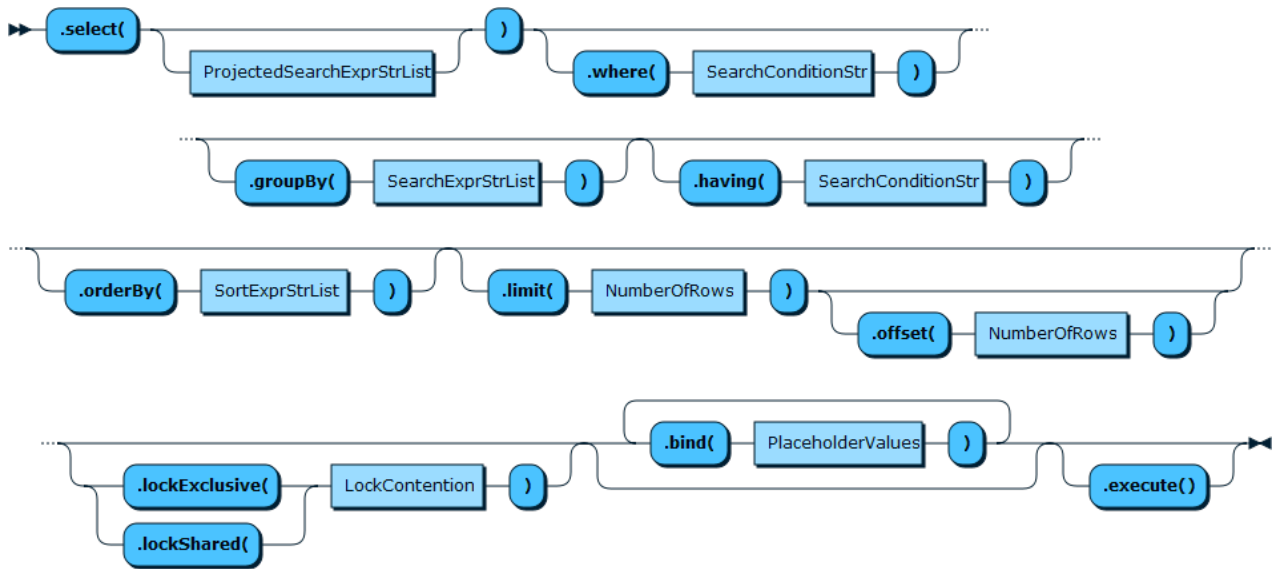 .select( )
ProjectedSearchExprStrList .where( SearchConditionStr )
.groupBy( SearchExprStrList ) .having( SearchConditionStr )
.orderBy( SortExprStrList ) .limit( NumberOfRows )
.offset( NumberOfRows )
.bind( PlaceholderValues )
.lockExclusive( LockContention ) .execute()
.lockShared(